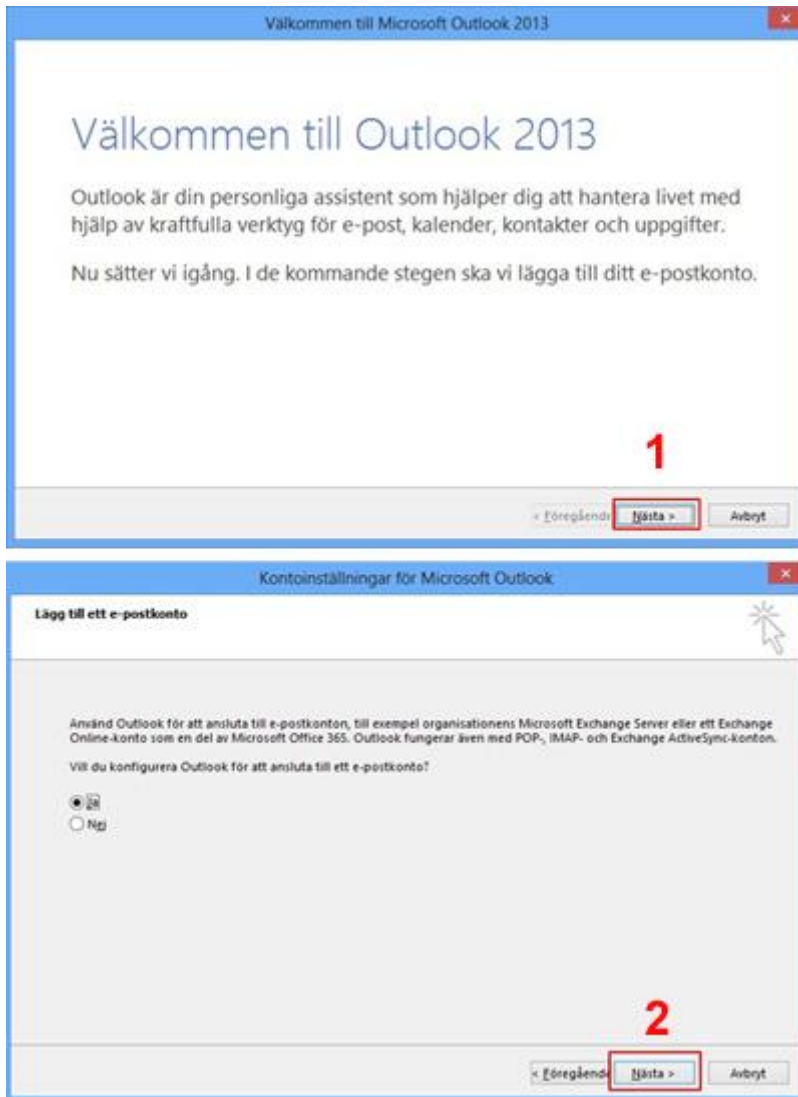 Välkommen till Microsoft Outlook 2013
Välkommen till Outlook 2013
Outlook är din personliga assistent som hjälper dig att hantera livet med
hjälp av kraftfulla verktyg för e-post, kalender, kontakter och uppgifter.
Nu sätter vi igång. I de kommande stegen ska vi lägga till ditt e-postkonto.
1
< Föregående
Nästa >
Avbryt
Kontoinställningar för Microsoft Outlook
Lägg till ett e-postkonto
Använd Outlook för att ansluta till e-postkonton, till exempel organisationens Microsoft Exchange Server eller ett Exchange
Online-konto som en del av Microsoft Office 365. Outlook fungerar även med POP-, IMAP- och Exchange ActiveSync-konton.
Vill du konfigurera Outlook för att ansluta till ett e-postkonto?
Ja
Nej
2
< Föregående
Nästa >
Avbryt